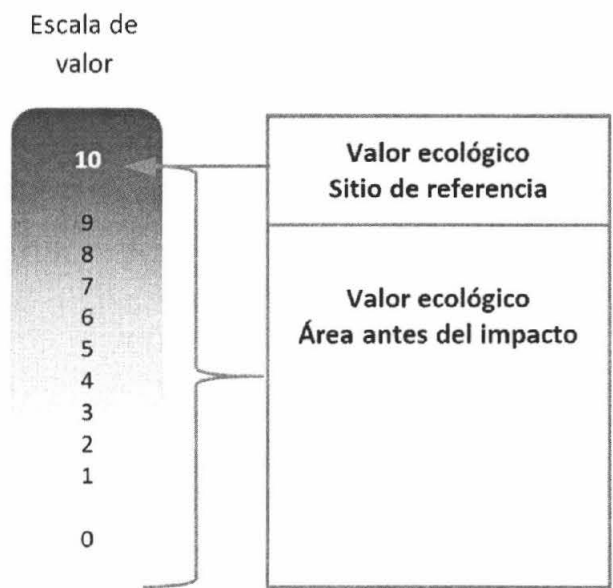 Escala de
valor
10
9
8
7
6
5
4
3
2
1
0
Valor ecológico
Sitio de referencia
Valor ecológico
Área antes del impacto